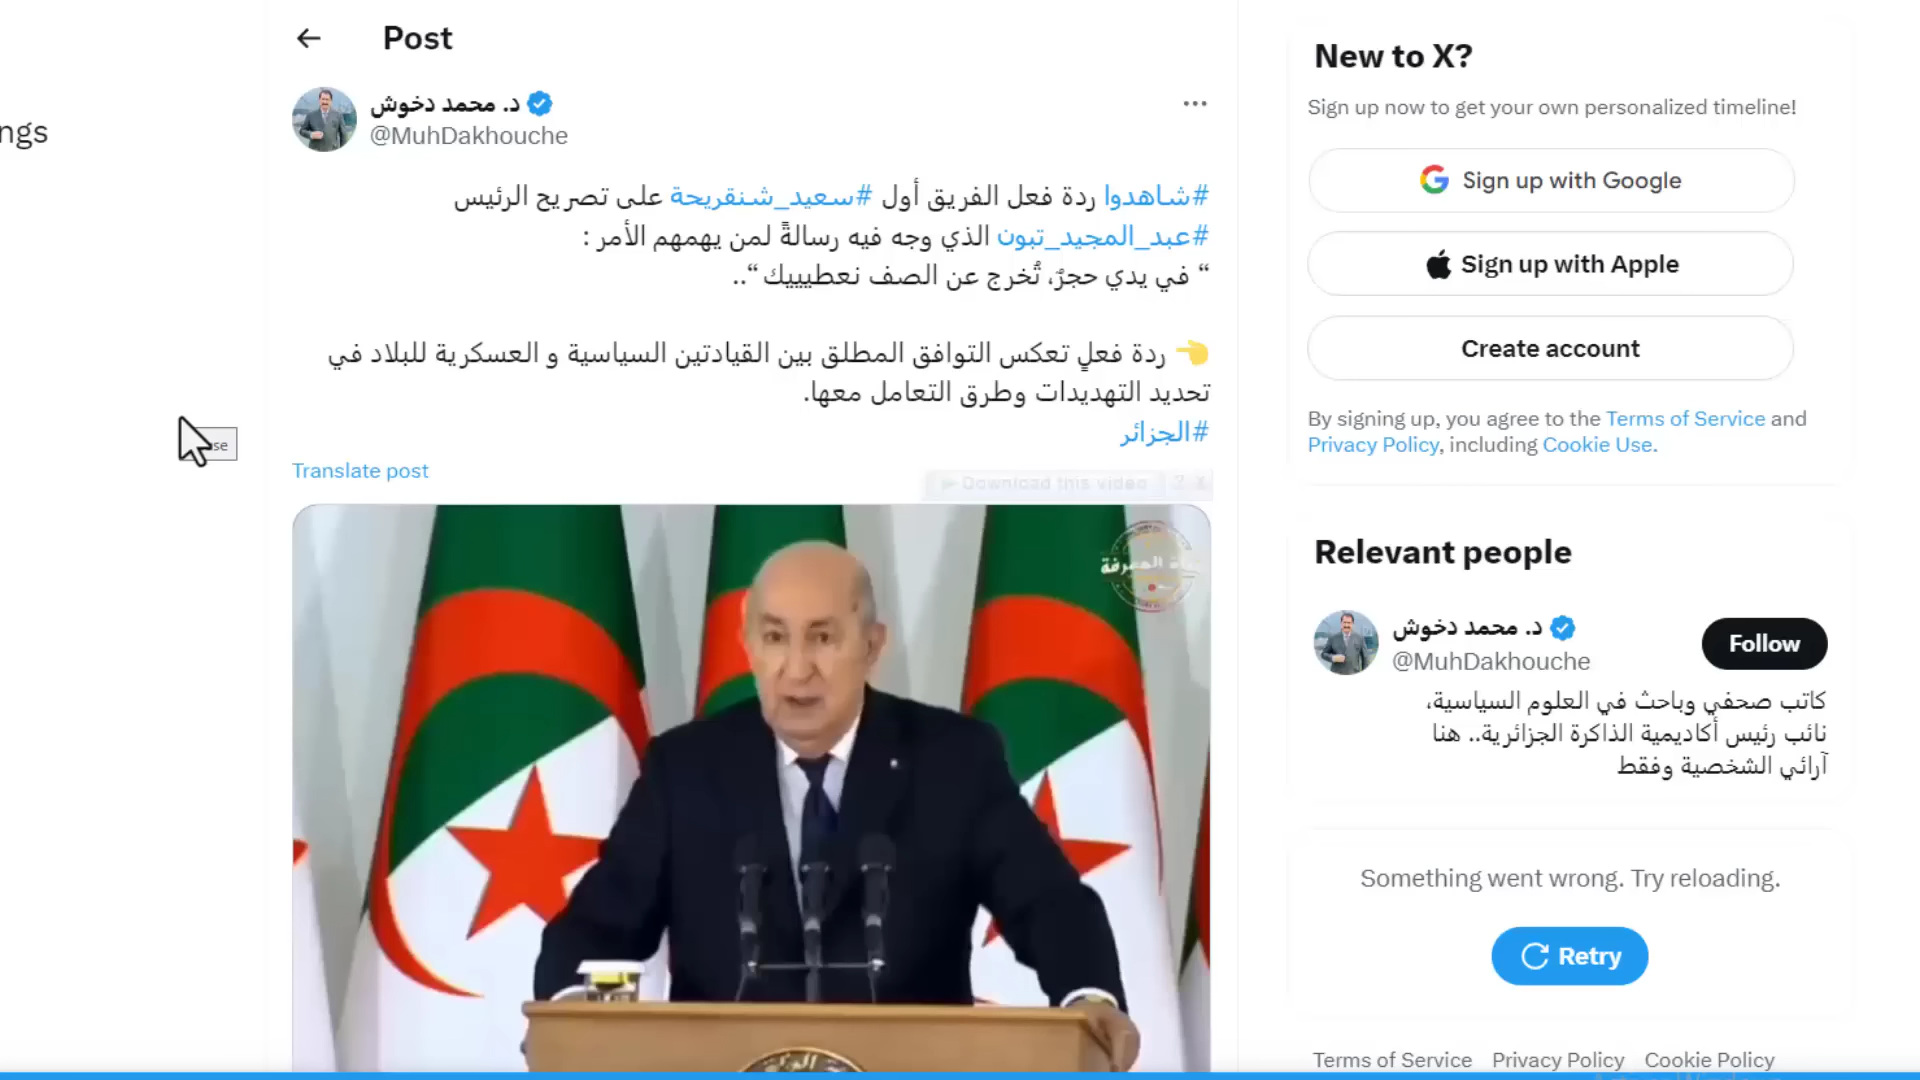 Post
ngs
د. محمد دخوش
@MuhDakhouche
#شاهدوا ردة فعل الفريق أول #سعيد_شنقريحة على تصريح الرئيس
#عبد_المجيد_تبون الذي وجه فيه رسالةً لمن يهمهم الأمر :
“ في يدي حجرٌ، تُخرج عن الصف نعطيييك “..
👈 ردة فعلٍ تعكس التوافق المطلق بين القيادتين السياسية و العسكرية للبلاد في
تحديد التهديدات وطرق التعامل معها.
#الجزائر
Translate post
Download this video ? X
New to X?
Sign up now to get your own personalized timeline!
Sign up with Google
Sign up with Apple
Create account
By signing up, you agree to the Terms of Service and
Privacy Policy, including Cookie Use.
Relevant people
د. محمد دخوش
@MuhDakhouche
Follow
كاتب صحفي وباحث في العلوم السياسية،
نائب رئيس أكاديمية الذاكرة الجزائرية.. هنا
آرائي الشخصية وفقط
Something went wrong. Try reloading.
Retry
Terms of Service Privacy Policy Cookie Policy